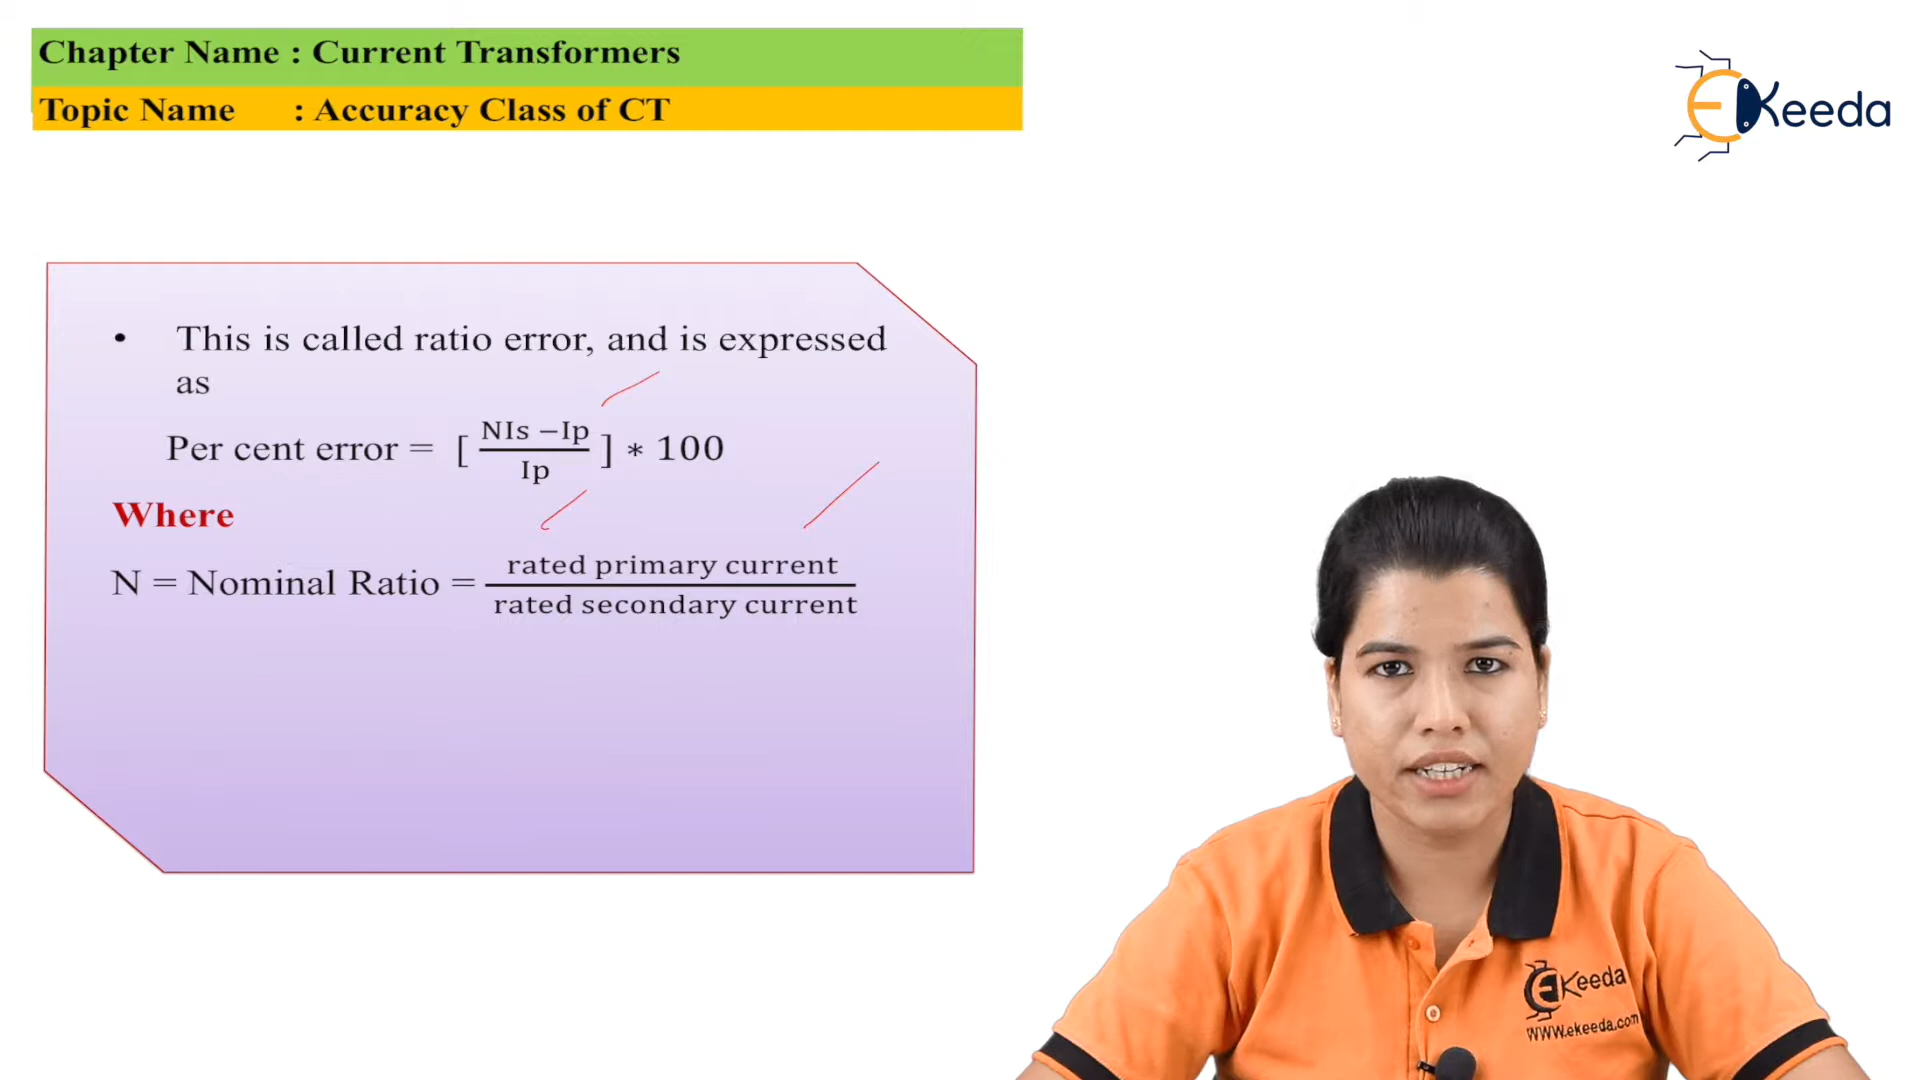 Chapter Name : Current Transformers
Topic Name : Accuracy Class of CT
EKeeda
• This is called ratio error, and is expressed
as
Per cent error = [ NIs −Ip / Ip ] * 100
Where
N = Nominal Ratio = rated primary current / rated secondary current
EKeeda
WWW.ekeeda.com